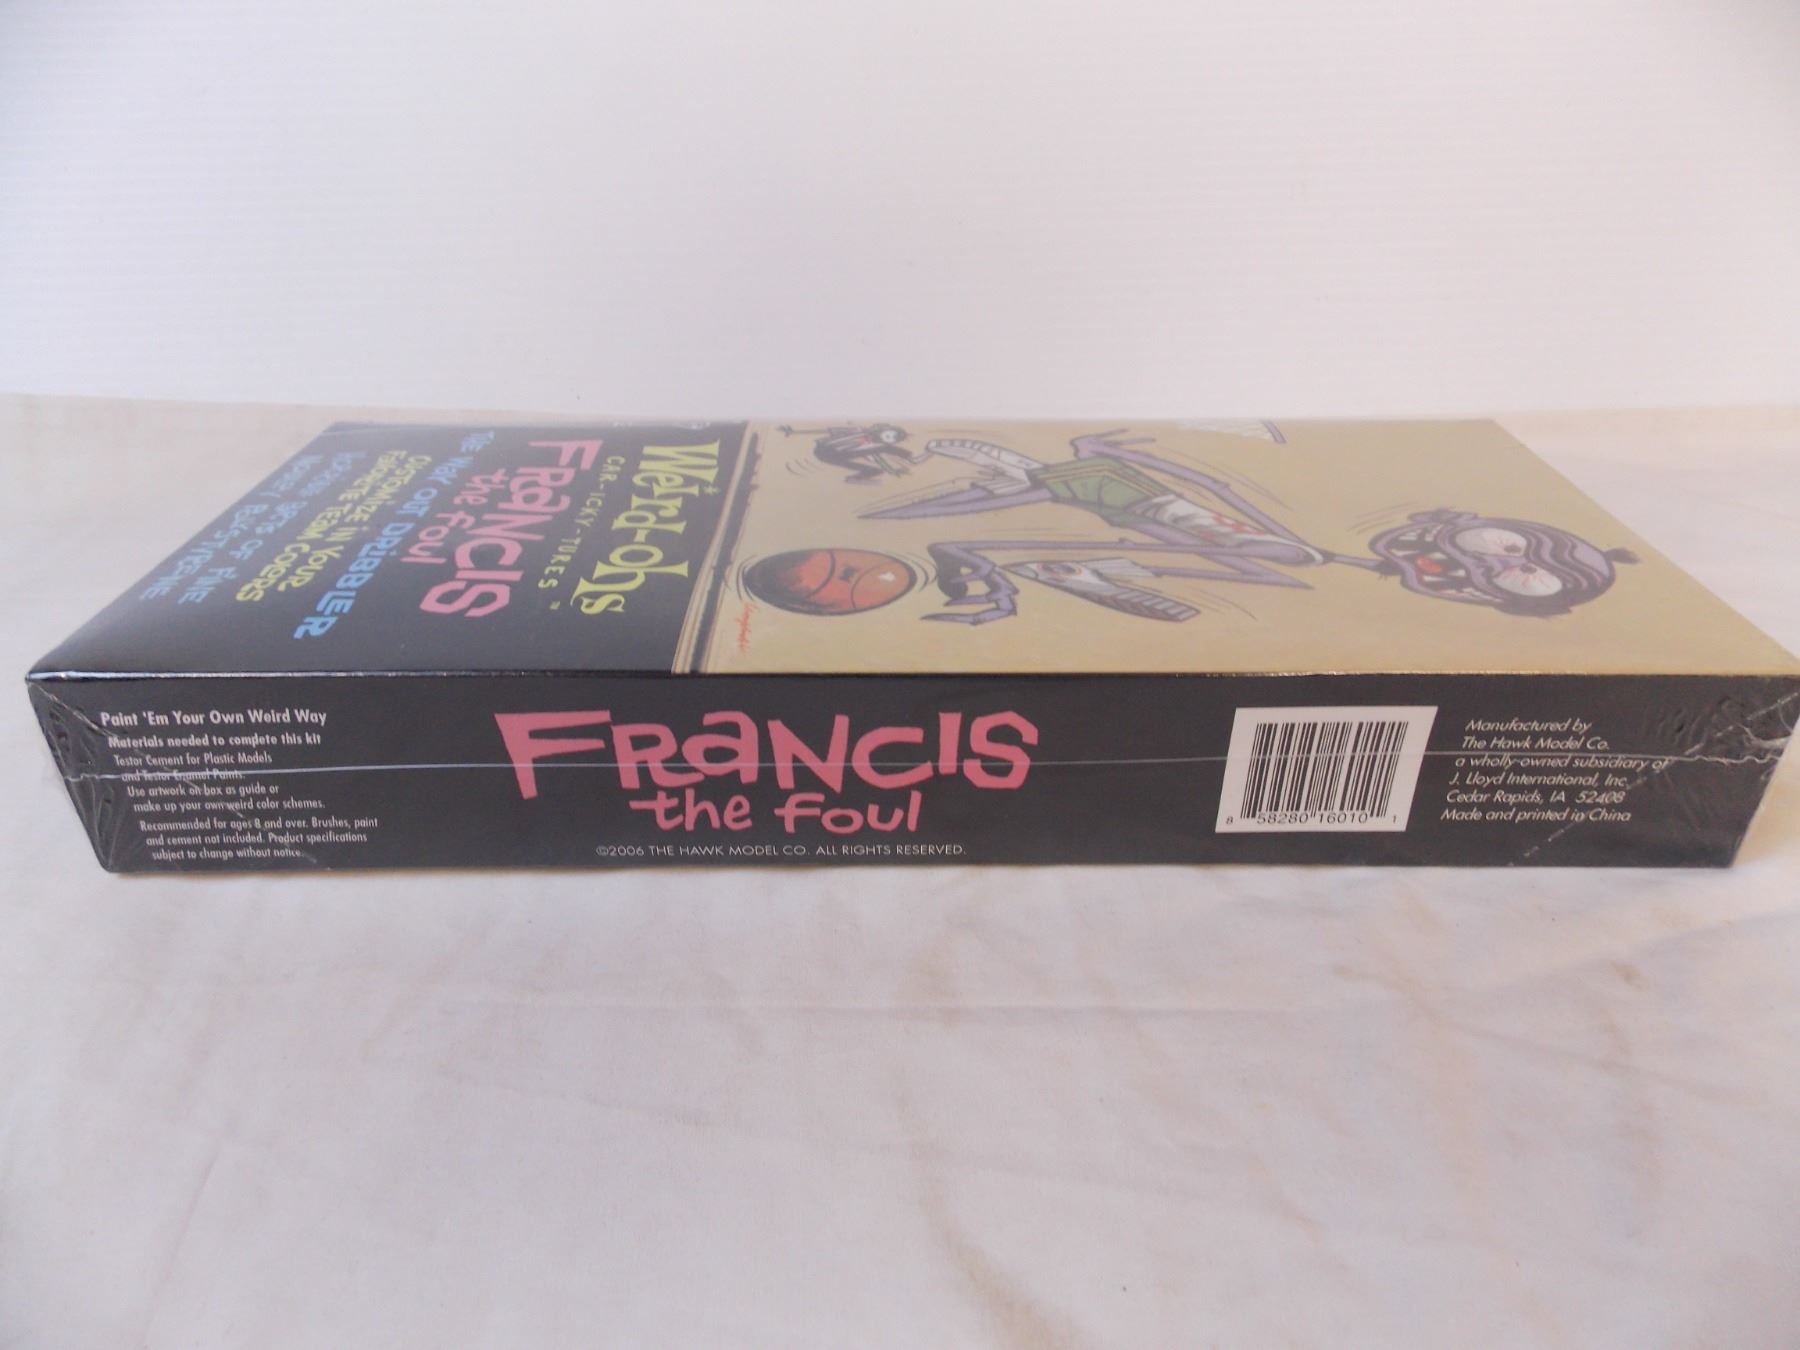 Weird-ohs
CAR-ICKY-TURES
FRANCIS
the foul
THE WAY OUT DRIBBLER
CUSTOMIZE IN YOUR
FAVORITE TEAM COLORS
OF FINE
Paint 'Em Your Own Weird Way
Materials needed to complete this kit
Testor Cement for Plastic Models
and Testor Enamel Paints.
Use artwork on box as guide or
make up your own weird color schemes.
Recommended for ages 8 and over. Brushes, paint
and cement not included. Product specifications
subject to change without notice.
FRANCIS
the foul
©2006 THE HAWK MODEL CO. ALL RIGHTS RESERVED.
8 58280 16010 1
Manufactured by
The Hawk Model Co.
a wholly-owned subsidiary of
J. Lloyd International, Inc.
Cedar Rapids, IA 52408
Made and printed in China